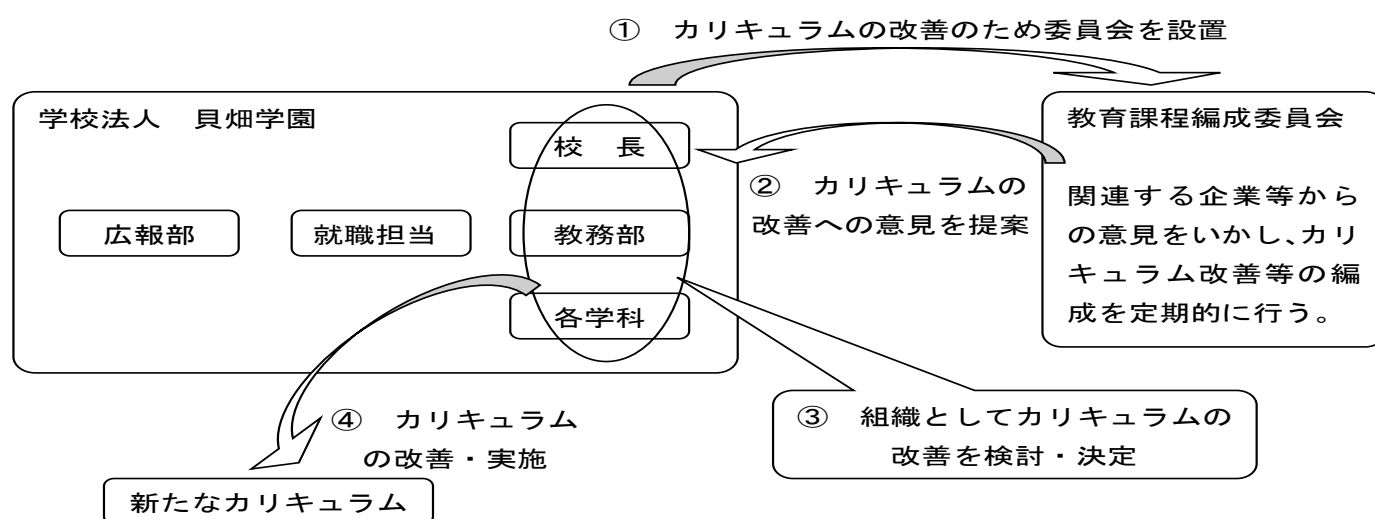 ① カリキュラムの改善のため委員会を設置
学校法人 貝畑学園
校 長
広報部
就職担当
教務部
各学科
教育課程編成委員会
関連する企業等から
の意見をいかし、カリ
キュラム改善等の編
成を定期的に行う。
② カリキュラムの
改善への意見を提案
③ 組織としてカリキュラムの
改善を検討・決定
④ カリキュラム
の改善・実施
新たなカリキュラム